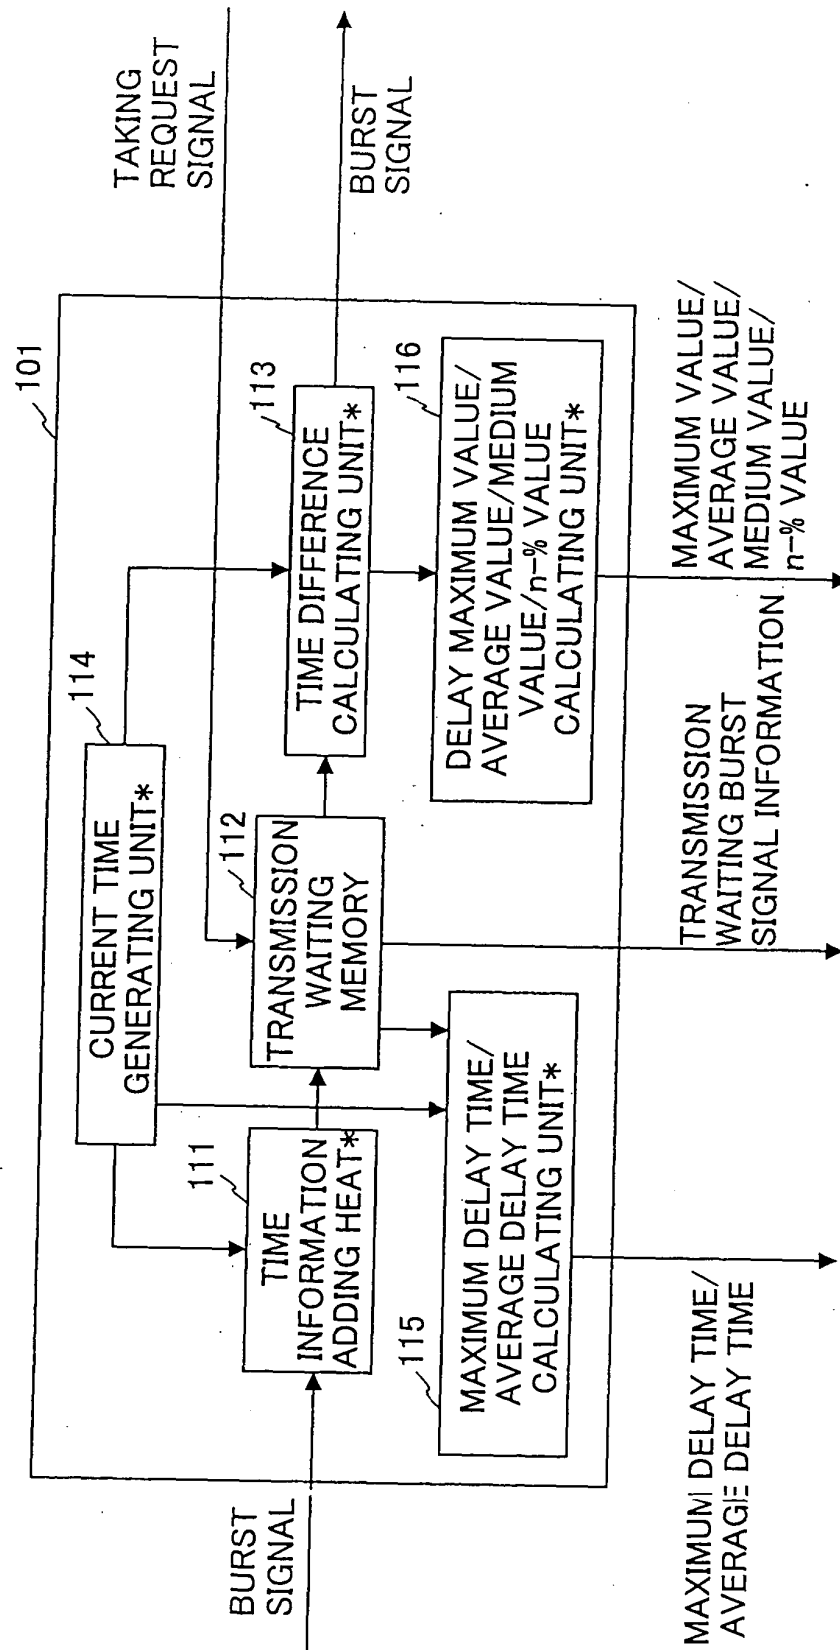 101
114
CURRENT TIME
GENERATING UNIT*
TAKING
REQUEST
SIGNAL
BURST
SIGNAL
111
TIME
INFORMATION
ADDING HEAT*
112
TRANSMISSION
WAITING
MEMORY
113
TIME DIFFERENCE
CALCULATING UNIT*
BURST
SIGNAL
115
MAXIMUM DELAY TIME/
AVERAGE DELAY TIME
CALCULATING UNIT*
116
DELAY MAXIMUM VALUE/
AVERAGE VALUE/MEDIUM
VALUE/n-% VALUE
CALCULATING UNIT*
MAXIMUM DELAY TIME/
AVERAGE DELAY TIME
TRANSMISSION
WAITING BURST
SIGNAL INFORMATION
MAXIMUM VALUE/
AVERAGE VALUE/
MEDIUM VALUE/
n-% VALUE